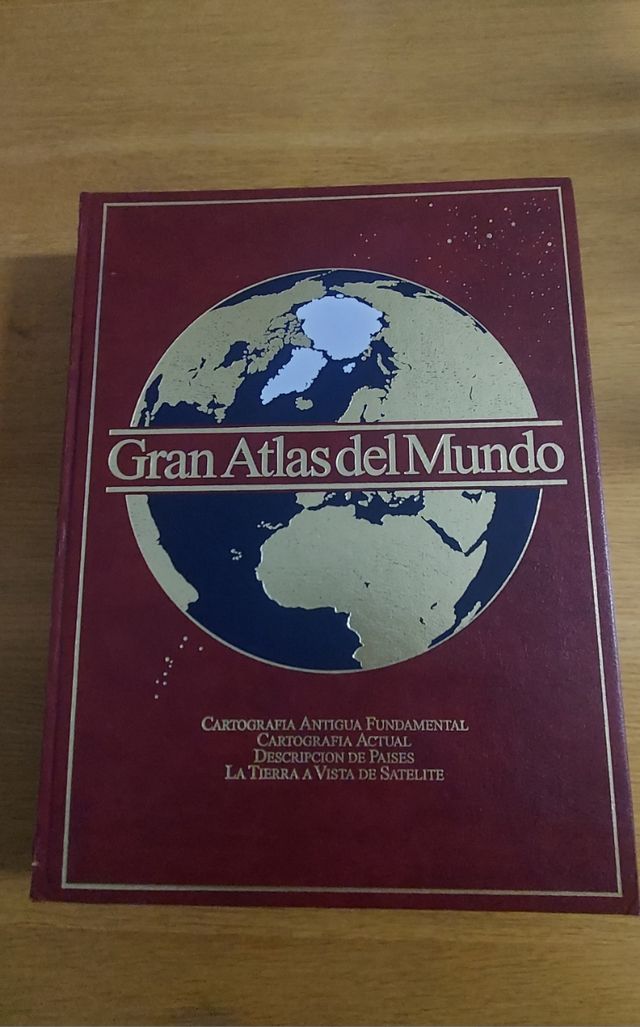 Gran Atlas del Mundo
CARTOGRAFIA ANTIGUA FUNDAMENTAL
CARTOGRAFIA ACTUAL
DESCRIPCION DE PAISES
LA TIERRA A VISTA DE SATELITE